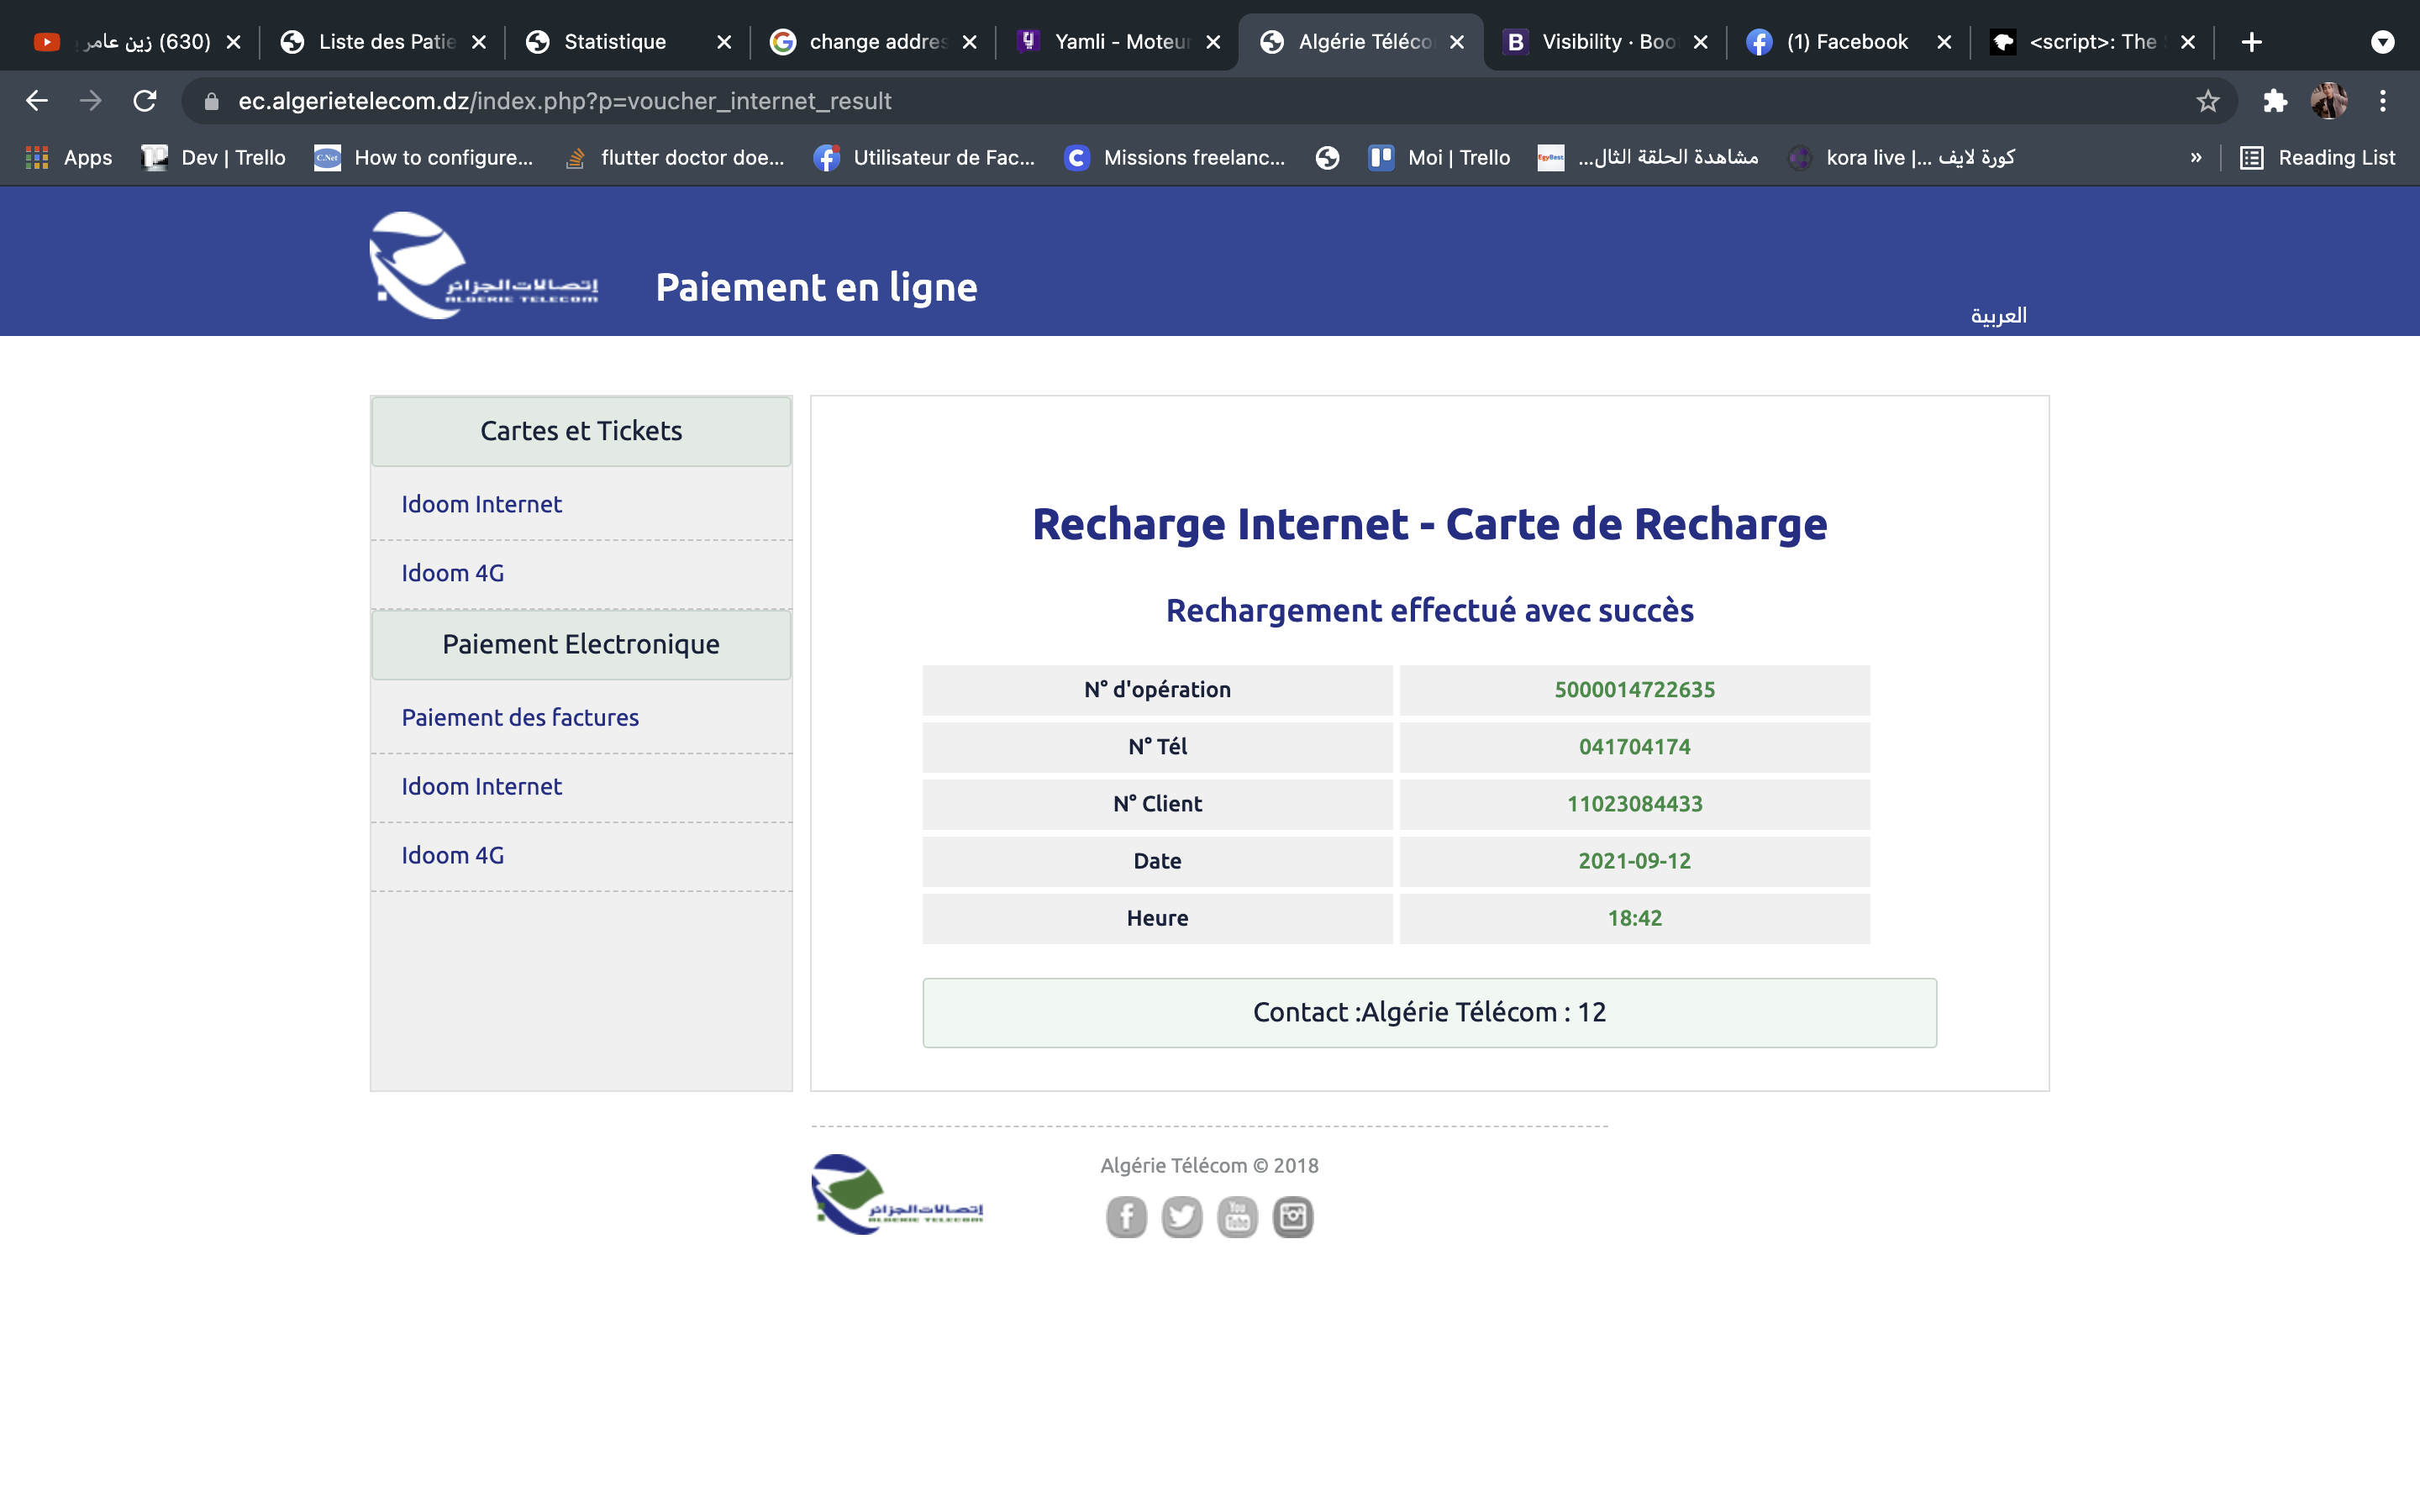 (630) زين عامر
Liste des Patie
Statistique
change addres
Yamli - Moteur
Algérie Téléco
Visibility · Boo
(1) Facebook
<script>: The
ec.algerietelecom.dz/index.php?p=voucher_internet_result
Apps
Dev | Trello
How to configure...
flutter doctor doe...
Utilisateur de Fac...
Missions freelanc...
Moi | Trello
مشاهدة الحلقة الثال...
kora live |... كورة لايف
»
Reading List
إتصالات الجزائر
ALGERIE TELECOM
Paiement en ligne
العربية
Cartes et Tickets
Idoom Internet
Idoom 4G
Paiement Electronique
Paiement des factures
Idoom Internet
Idoom 4G
Recharge Internet - Carte de Recharge
Rechargement effectué avec succès
N° d'opération 5000014722635
N° Tél 041704174
N° Client 11023084433
Date 2021-09-12
Heure 18:42
Contact :Algérie Télécom : 12
إتصالات الجزائر
ALGERIE TELECOM
Algérie Télécom © 2018
You Tube